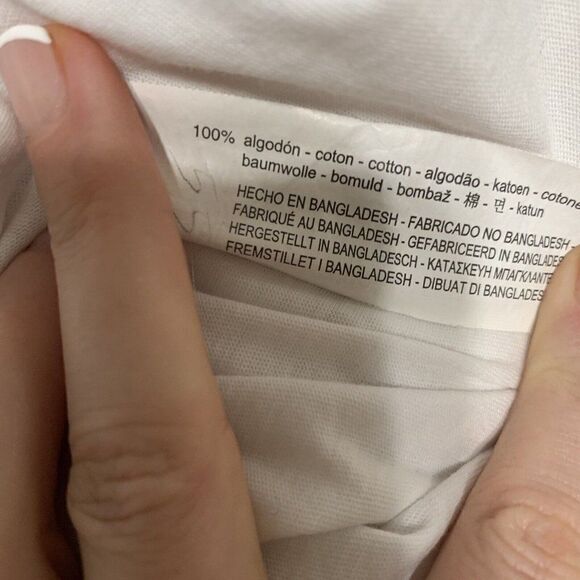 100% algodón - coton - cotton - algodão - katoen - cotone
baumwolle - bomuld - bombaž - 棉 - 면 - katun
HECHO EN BANGLADESH - FABRICADO NO BANGLADESH -
FABRIQUÉ AU BANGLADESH - GEFABRICEERD IN BANGLADESH
HERGESTELLT IN BANGLADESCH - ΚΑΤΑΣΚΕΥΗ ΜΠΑΓΚΛΑΝΤΕ
FREMSTILLET I BANGLADESH - DIBUAT DI BANGLADES